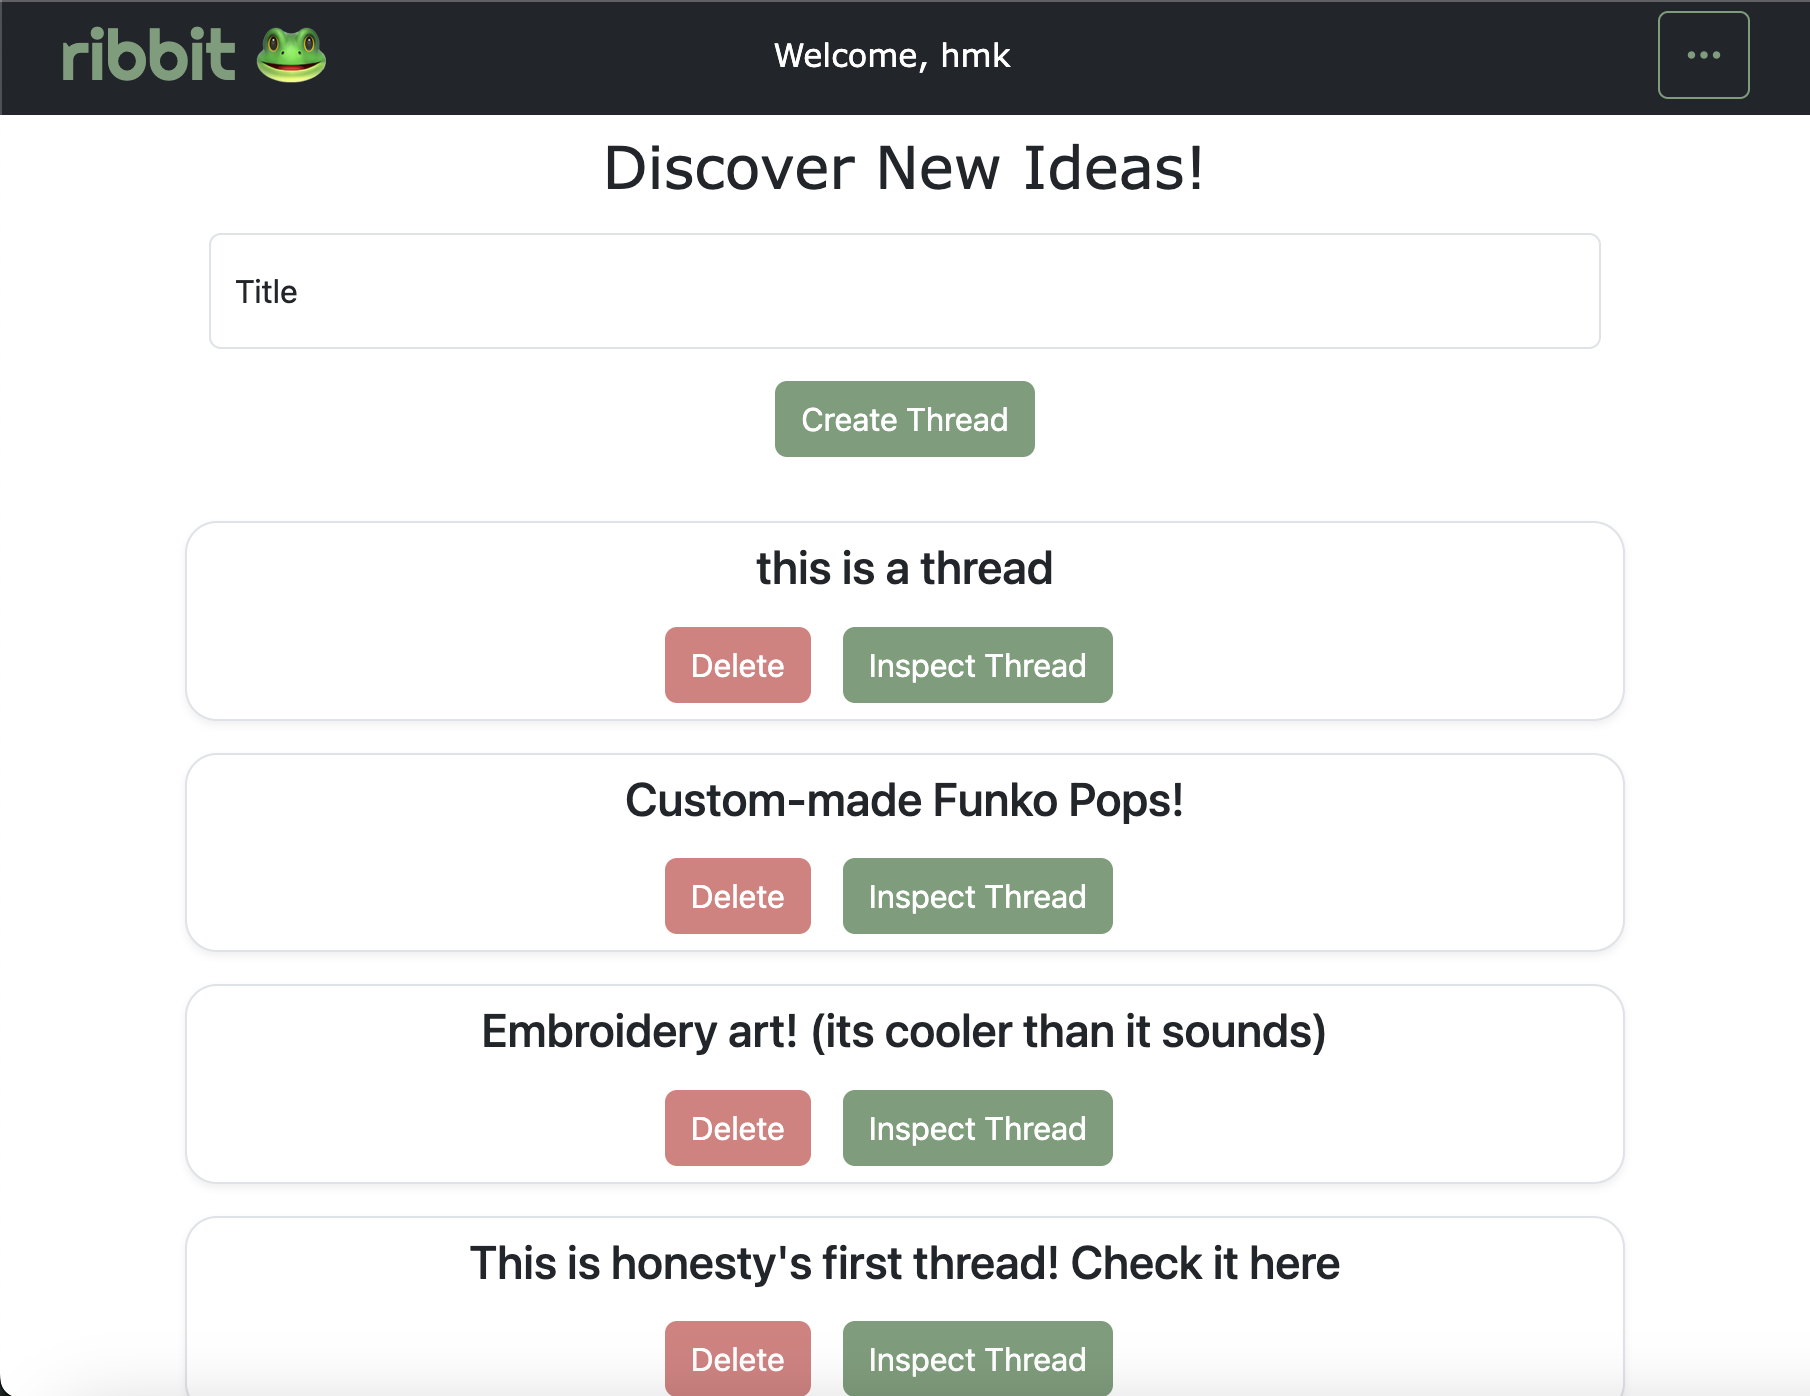 ribbit
Welcome, hmk
...
Discover New Ideas!
Title
Create Thread
this is a thread
Delete
Inspect Thread
Custom-made Funko Pops!
Delete
Inspect Thread
Embroidery art! (its cooler than it sounds)
Delete
Inspect Thread
This is honesty's first thread! Check it here
Delete
Inspect Thread